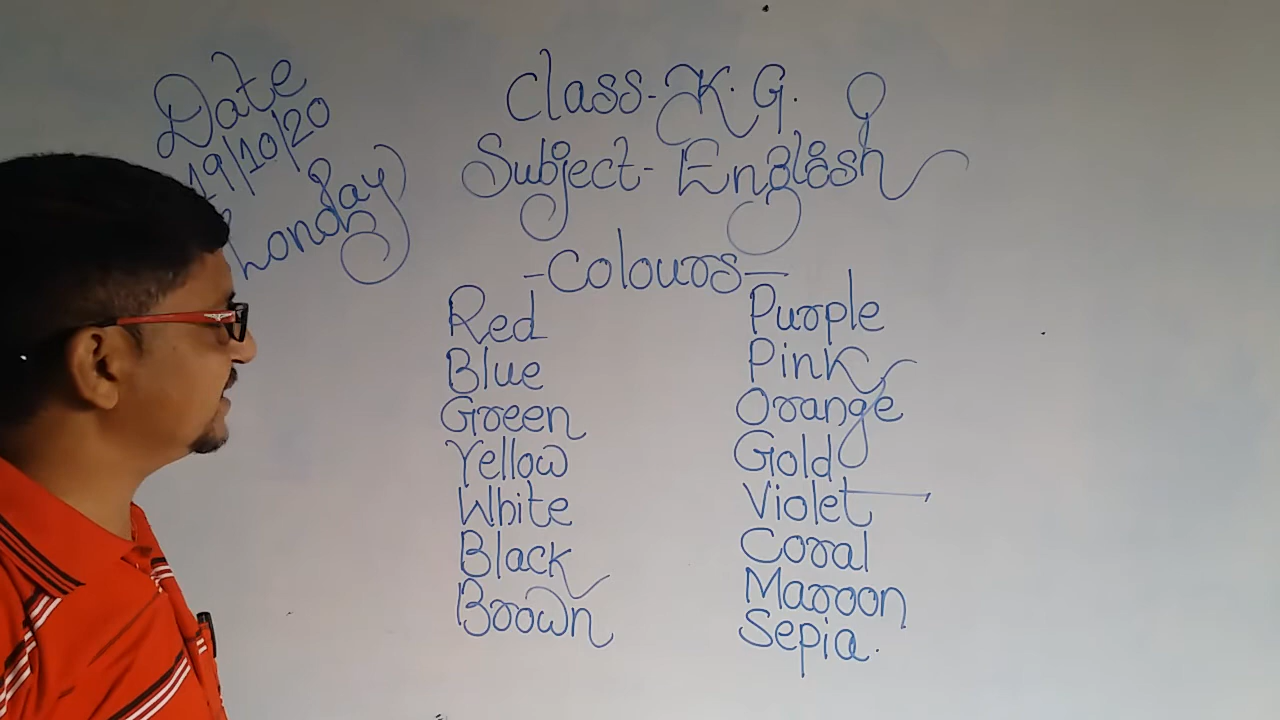 Date
19/10/20
Class-K.G.
Subject-English
-Colours-
Red
Blue
Green
Yellow
White
Black
Brown
Purple
Pink
Orange
Gold
Violet
Coral
Maroon
Sepia.